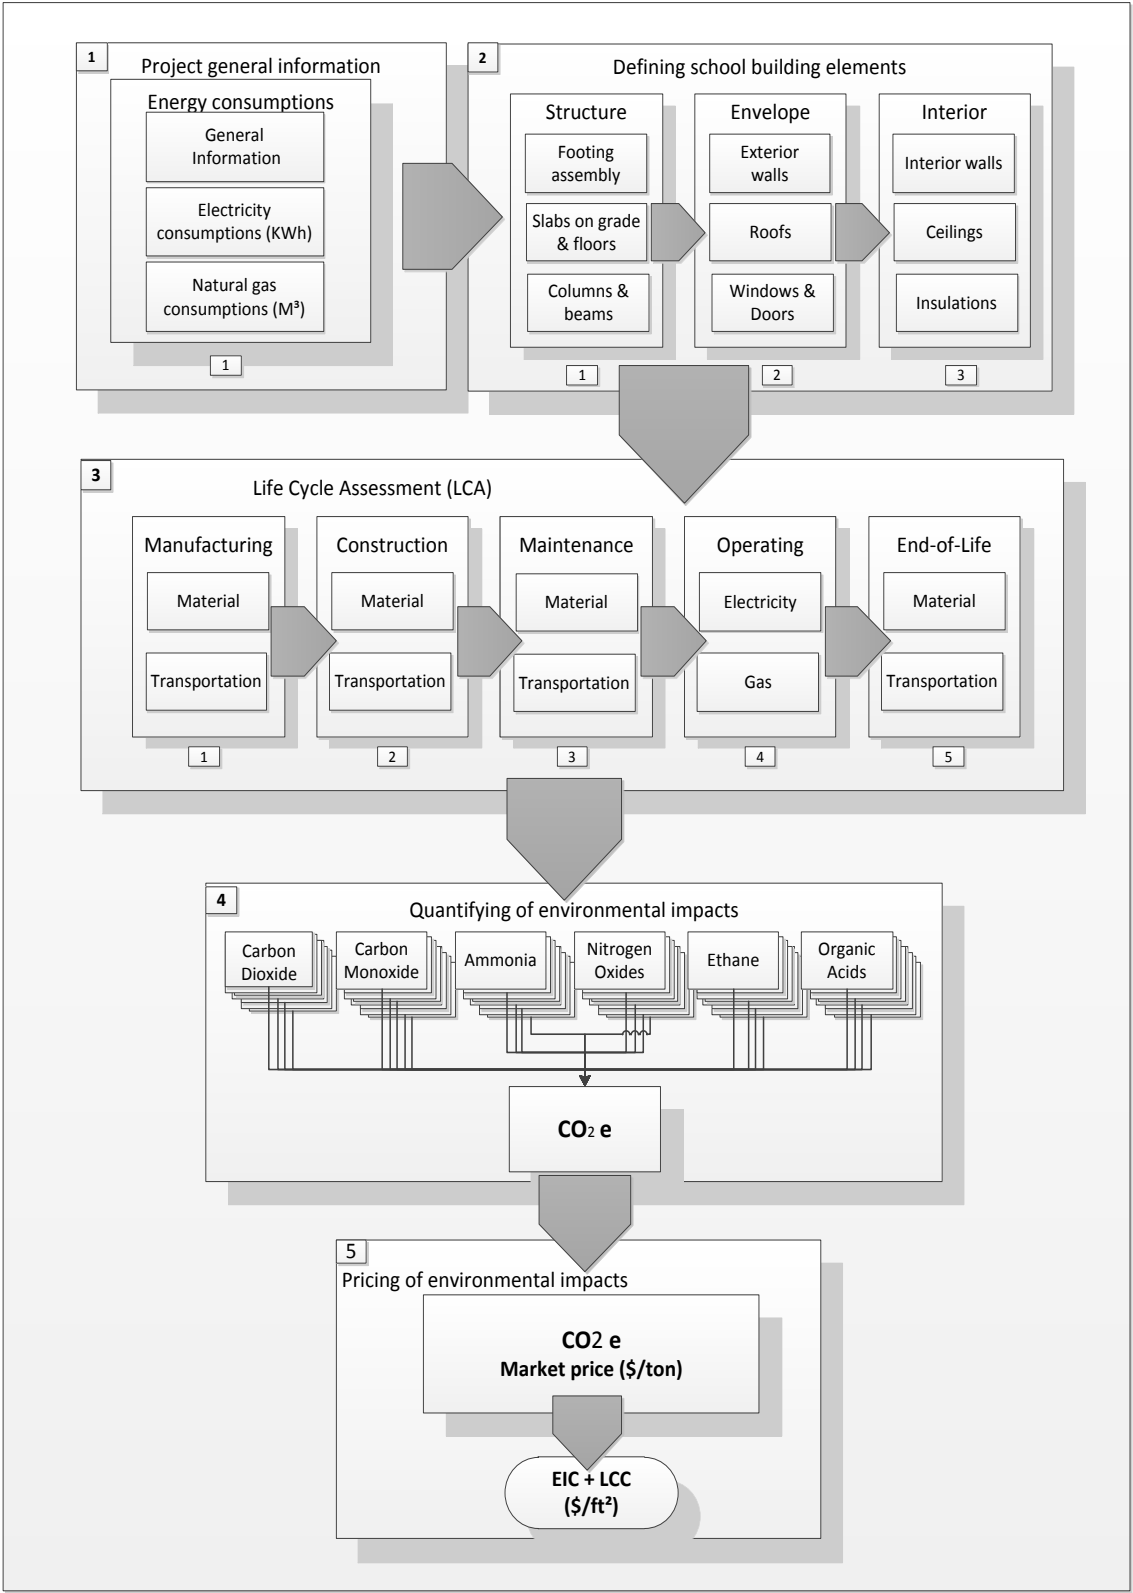 1
Project general information
Energy consumptions
General
Information
Electricity
consumptions (KWh)
Natural gas
consumptions (M³)
1
2
Defining school building elements
Structure
Footing
assembly
Slabs on grade
& floors
Columns &
beams
1
Envelope
Exterior
walls
Roofs
Windows &
Doors
2
Interior
Interior walls
Ceilings
Insulations
3
3
Life Cycle Assessment (LCA)
Manufacturing
Material
Transportation
1
Construction
Material
Transportation
2
Maintenance
Material
Transportation
3
Operating
Electricity
Gas
4
End-of-Life
Material
Transportation
5
4
Quantifying of environmental impacts
Carbon
Dioxide
Carbon
Monoxide
Ammonia
Nitrogen
Oxides
Ethane
Organic
Acids
CO2 e
5
Pricing of environmental impacts
CO2 e
Market price ($/ton)
EIC + LCC
($/ft²)